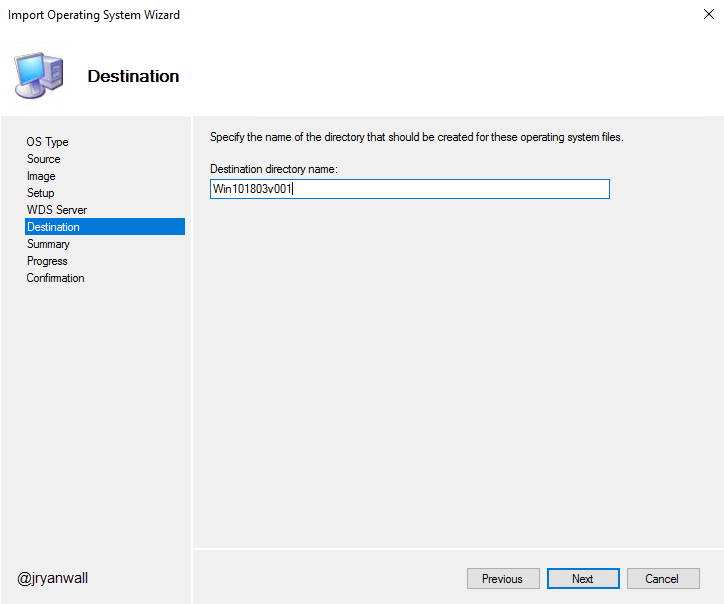 Import Operating System Wizard
Destination
OS Type
Source
Image
Setup
WDS Server
Destination
Summary
Progress
Confirmation
Specify the name of the directory that should be created for these operating system files.
Destination directory name:
Win101803v001
@jryanwall
Previous
Next
Cancel